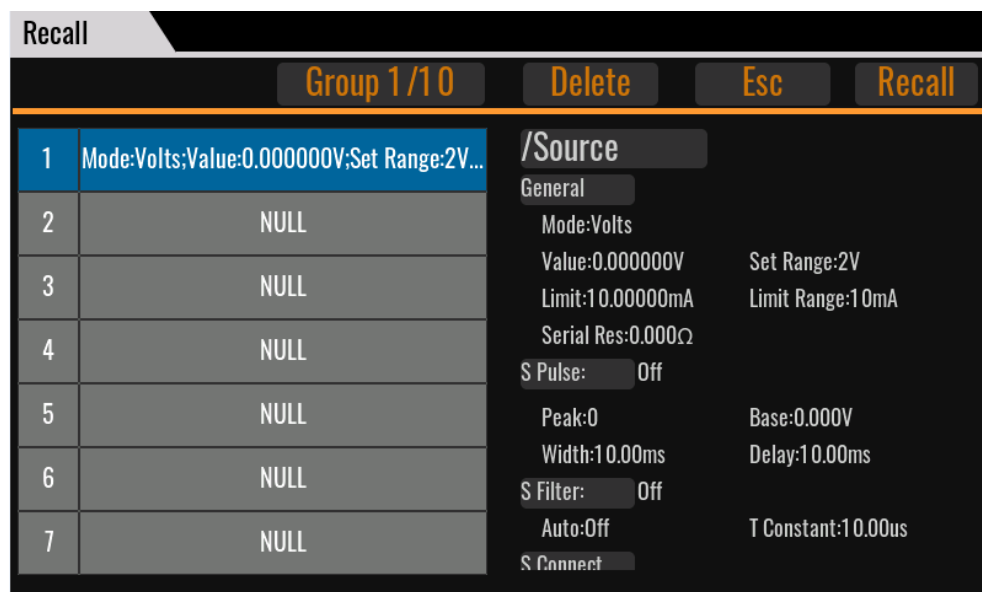 Recall
Group 1/10 Delete Esc Recall
1 Mode:Volts;Value:0.000000V;Set Range:2V...
2 NULL
3 NULL
4 NULL
5 NULL
6 NULL
7 NULL
/Source
General
Mode:Volts
Value:0.000000V Set Range:2V
Limit:10.00000mA Limit Range:10mA
Serial Res:0.000Ω
S Pulse: Off
Peak:0 Base:0.000V
Width:10.00ms Delay:10.00ms
S Filter: Off
Auto:Off T Constant:10.00us
S Connect